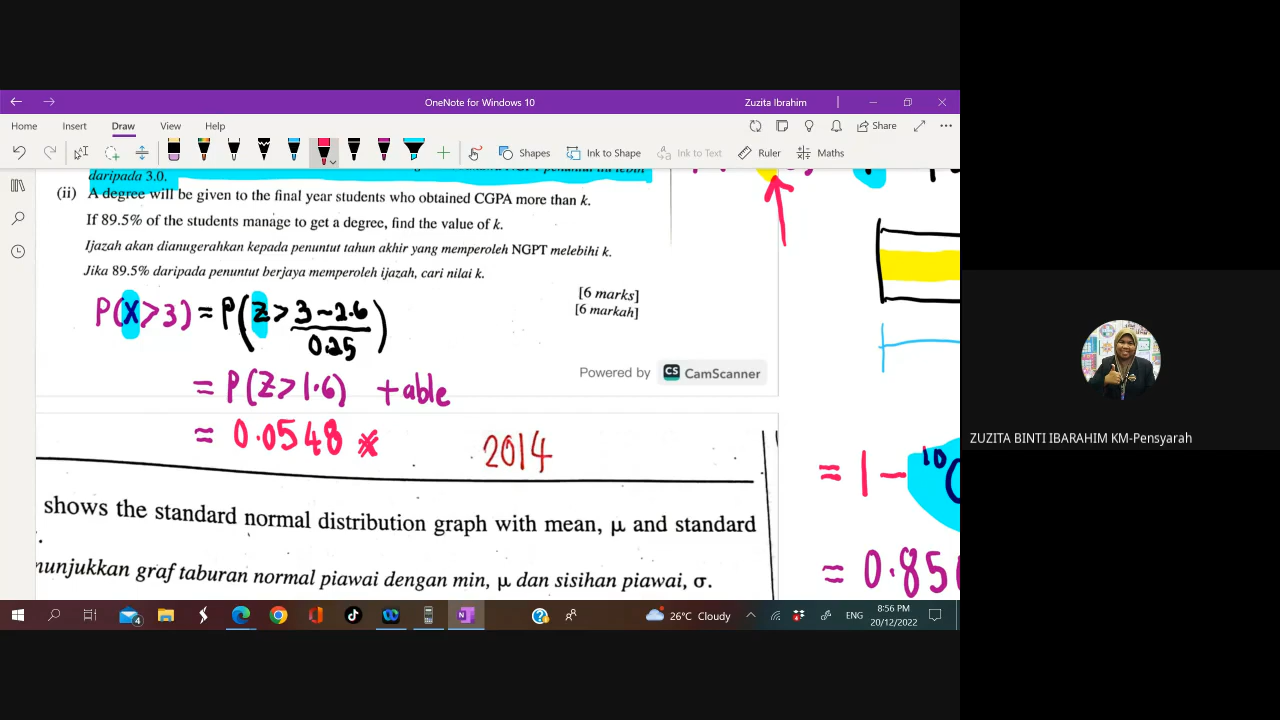 OneNote for Windows 10
Zuzita Ibrahim
Home Insert Draw View Help
Share
Shapes Ink to Shape Ink to Text Ruler Maths
daripada 3.0.
(ii) A degree will be given to the final year students who obtained CGPA more than k.
If 89.5% of the students manage to get a degree, find the value of k.
Ijazah akan dianugerahkan kepada penuntut tahun akhir yang memperoleh NGPT melebihi k.
Jika 89.5% daripada penuntut berjaya memperoleh ijazah, cari nilai k.
[6 marks]
[6 markah]
P(X>3) = P(Z > 3-2.6 / 0.25)
= P(Z>1.6) table
= 0.0548 *
Powered by CS CamScanner
2014
shows the standard normal distribution graph with mean, μ and standard
nunjukkan graf taburan normal piawai dengan min, μ dan sisihan piawai, σ.
= 1 - 10
= 0.85
ZUZITA BINTI IBARAHIM KM-Pensyarah
4
26°C Cloudy
ENG
8:56 PM
20/12/2022